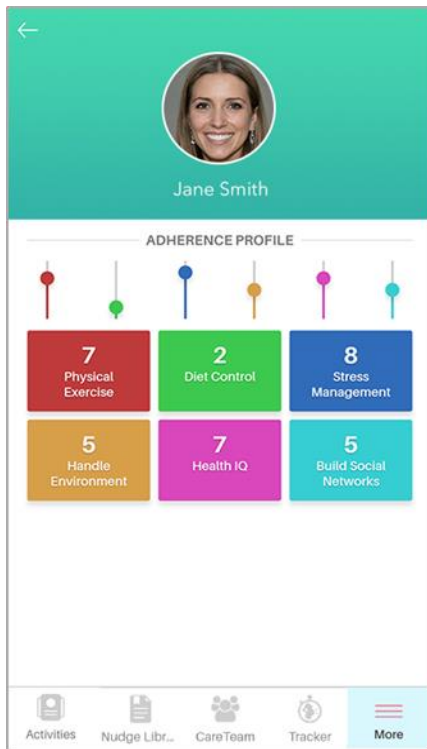 Jane Smith
ADHERENCE PROFILE
7
Physical
Exercise
2
Diet Control
8
Stress
Management
5
Handle
Environment
7
Health IQ
5
Build Social
Networks
Activities
Nudge Libr...
CareTeam
Tracker
More